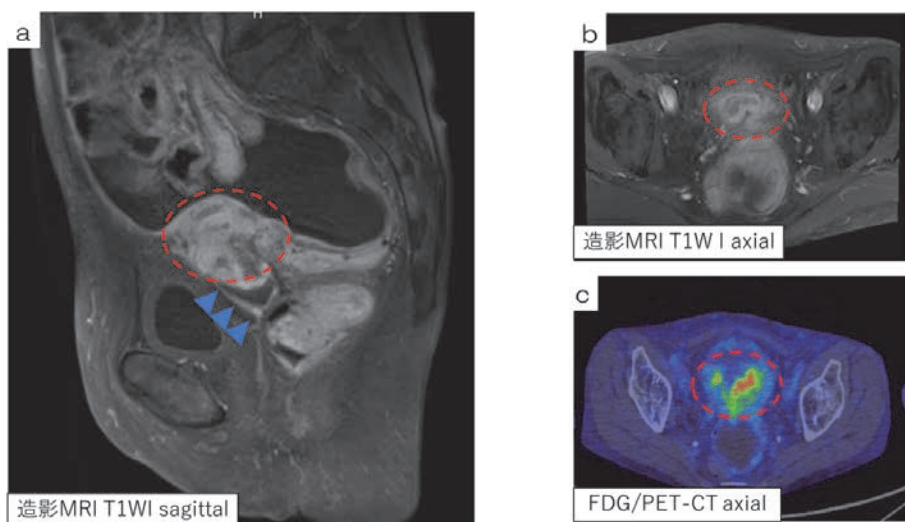 a
造影MRI T1WI sagittal
b
造影MRI T1W I axial
c
FDG/PET-CT axial